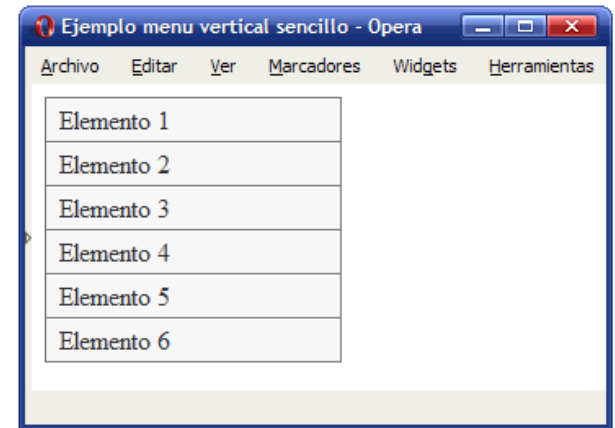 Ejemplo menu vertical sencillo - Opera
Archivo Editar Ver Marcadores Widgets Herramientas
Elemento 1
Elemento 2
Elemento 3
Elemento 4
Elemento 5
Elemento 6